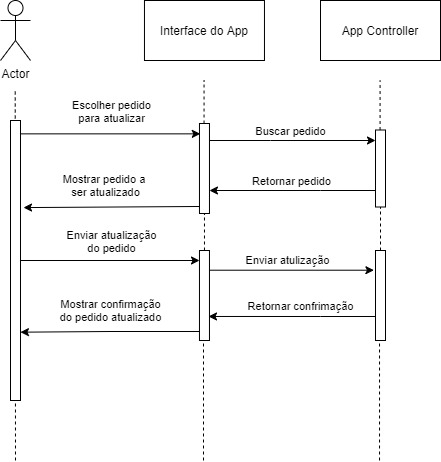 Interface do App
App Controller
Actor
Escolher pedido
para atualizar
Buscar pedido
Mostrar pedido a
ser atualizado
Retornar pedido
Enviar atualização
do pedido
Enviar atulização
Mostrar confirmação
do pedido atualizado
Retornar confrimação